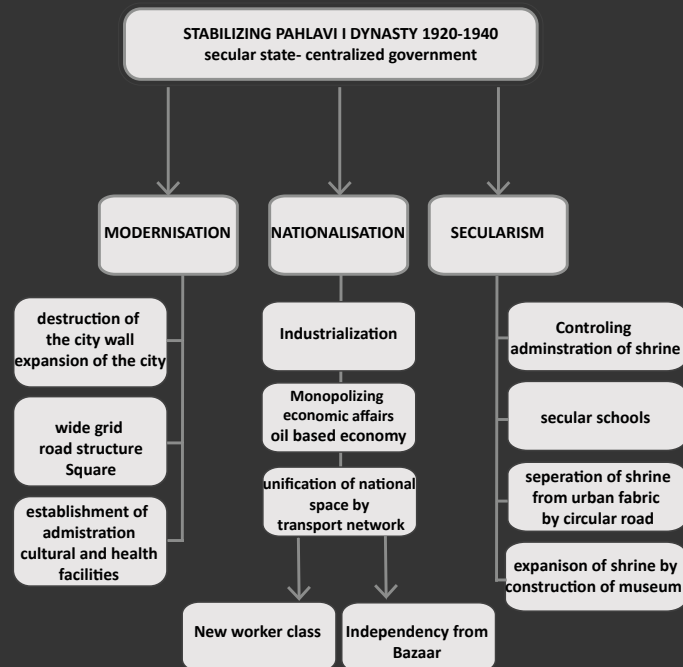 STABILIZING PAHLAVI I DYNASTY 1920-1940
secular state- centralized government
MODERNISATION
NATIONALISATION
SECULARISM
destruction of
the city wall
expansion of the city
wide grid
road structure
Square
establishment of
admistration
cultural and health
facilities
Industrialization
Monopolizing
economic affairs
oil based economy
unification of national
space by
transport network
New worker class
Independency from
Bazaar
Controling
adminstration of shrine
secular schools
seperation of shrine
from urban fabric
by circular road
expanison of shrine by
construction of museum